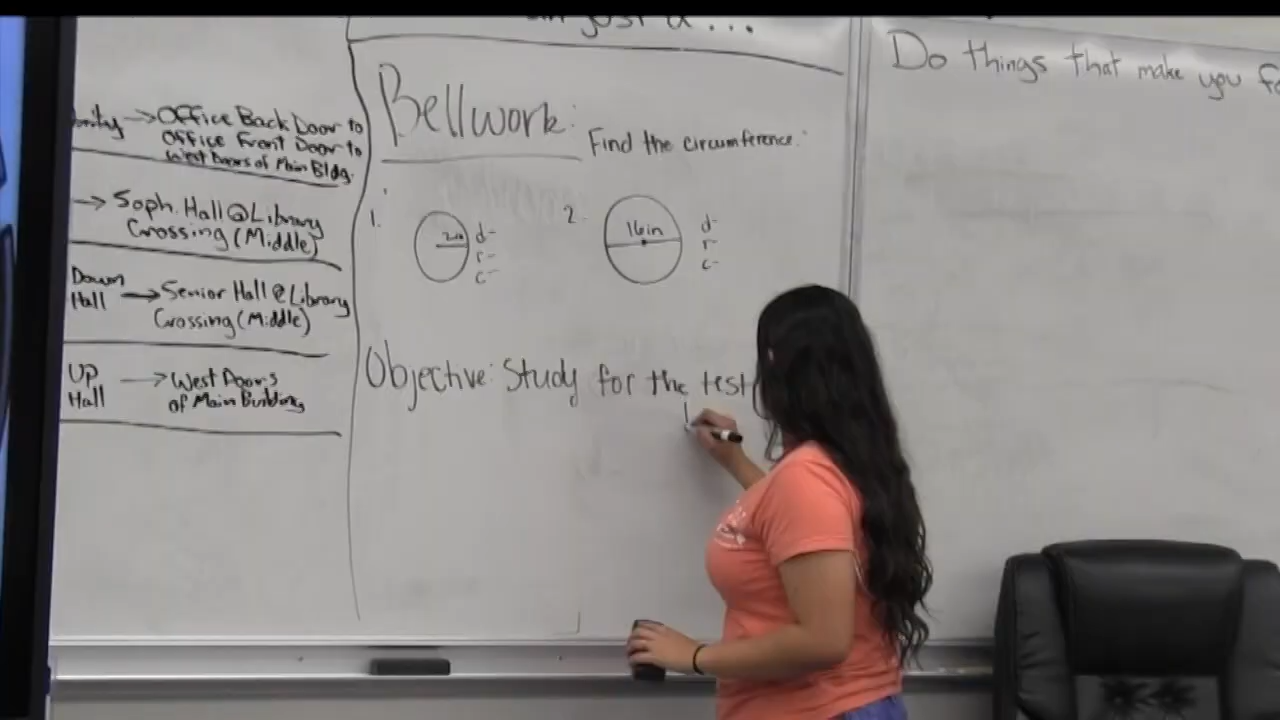 just a...
Do things that make you
Bellwork:
Find the circumference:
1.
d-
r-
c-
2.
16in
d-
r-
c-
Objective: Study for the test
→ Office Back Door to
Office Front Door to
West Doors of Main Bldg.
→ Soph. Hall @ Library
Crossing (Middle)
Down
Hall → Senior Hall @ Library
Crossing (Middle)
UP
Hall → West Doors
of Main Building